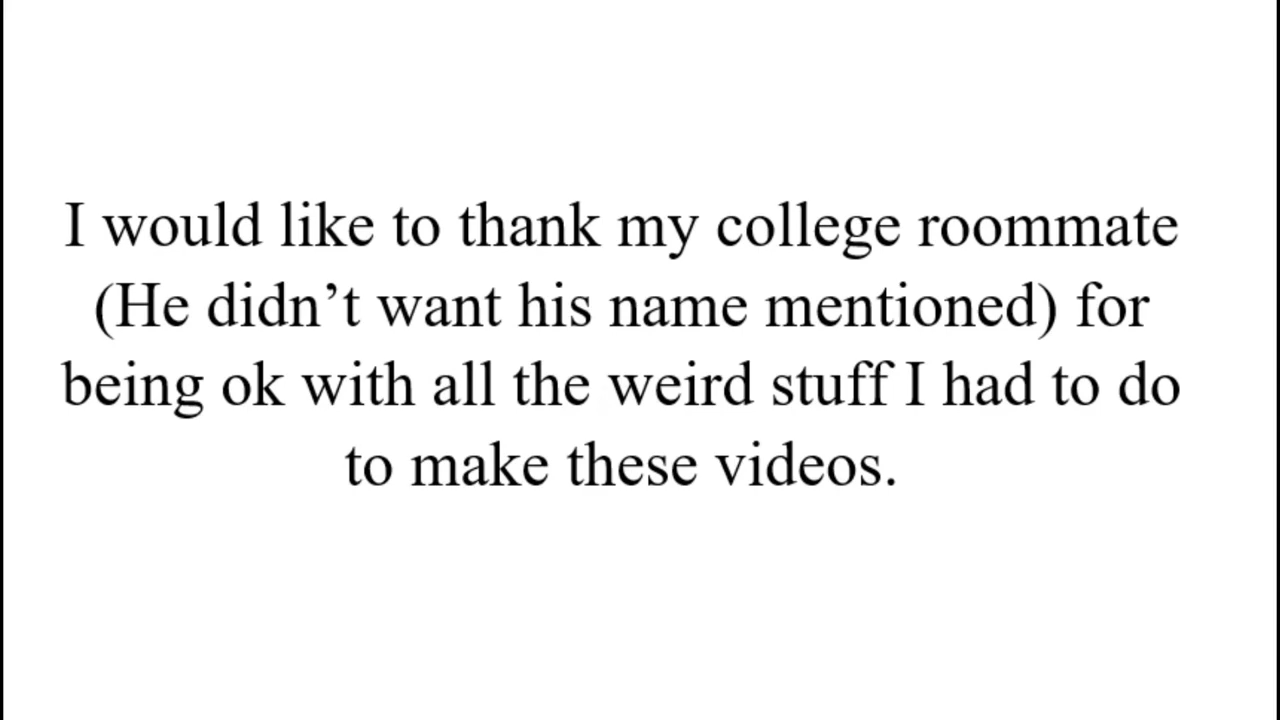 I would like to thank my college roommate
(He didn’t want his name mentioned) for
being ok with all the weird stuff I had to do
to make these videos.